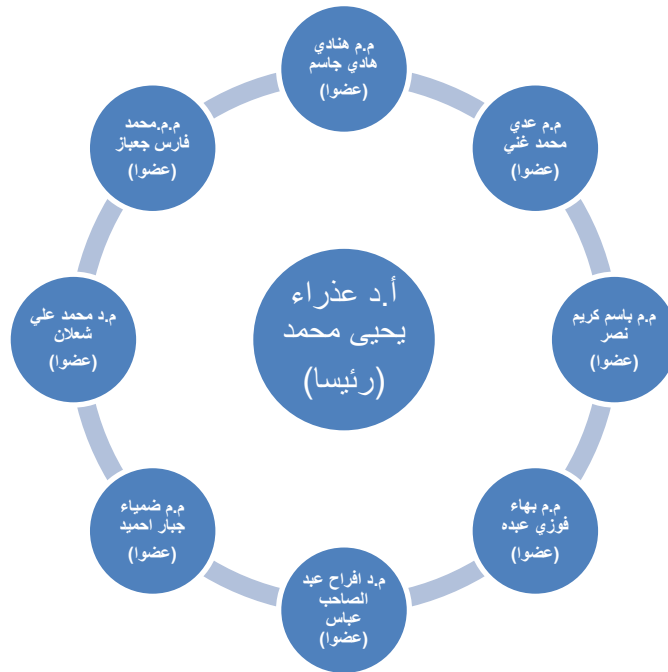 م.م هنادي
هادي جاسم
(عضوا)
م.م عدي
محمد غني
(عضوا)
م.م باسم كريم
نصر
(عضوا)
م.م بهاء
فوزي عبده
(عضوا)
م.د افراح عبد
الصاحب
عباس
(عضوا)
م.م ضمياء
جبار احميد
(عضوا)
م.د محمد علي
شعلان
(عضوا)
م.م.محمد
فارس جعباز
(عضوا)
أ.د عذراء
يحيى محمد
(رئيسا)